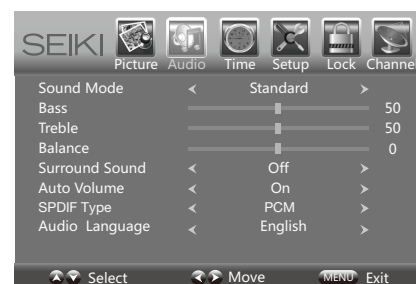 SEIKI
Picture Audio Time Setup Lock Channel
Sound Mode Standard
Bass 50
Treble 50
Balance 0
Surround Sound Off
Auto Volume On
SPDIF Type PCM
Audio Language English
Select Move MENU Exit